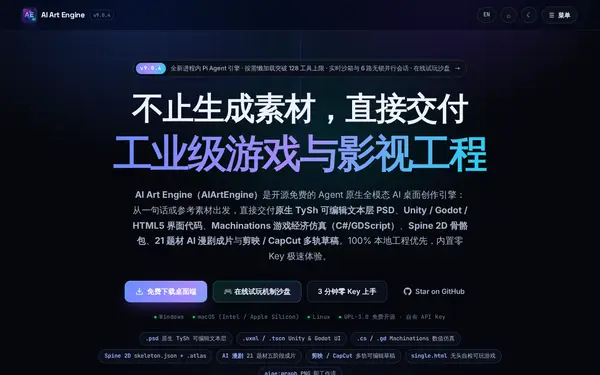 AE AI Art Engine v9.0.4 EN ☰ 菜单
v9.0.4 全新进程内 Pi Agent 引擎 · 按需懒加载突破 128 工具上限 · 实时沙箱与 6 路无锁并行会话 · 在线试玩沙盘 →
不止生成素材，直接交付
工业级游戏与影视工程
AI Art Engine（AIArtEngine）是开源免费的 Agent 原生全模态 AI 桌面创作引擎：
从一句话或参考素材出发，直接交付原生 TySh 可编辑文本层 PSD、Unity / Godot /
HTML5 界面代码、Machinations 游戏经济仿真（C#/GDScript）、Spine 2D 骨骼
包、21 题材 AI 漫剧成片与剪映 / CapCut 多轨草稿。100% 本地工程优先，内置零
Key 极速体验。
免费下载桌面端 🎮 在线试玩机制沙盘 3 分钟零 Key 上手 Star on GitHub
Windows macOS (Intel / Apple Silicon) Linux GPL-3.0 免费开源 · 自有 API Key
.psd 原生 TySh 可编辑文本层 .uxml / .tscn Unity & Godot UI .cs / .gd Machinations 数值仿真
Spine 2D skeleton.json + .atlas AI 漫剧 21 题材五阶段成片 剪映 / CapCut 多轨可编辑草稿 single.html 无头自检可玩游戏